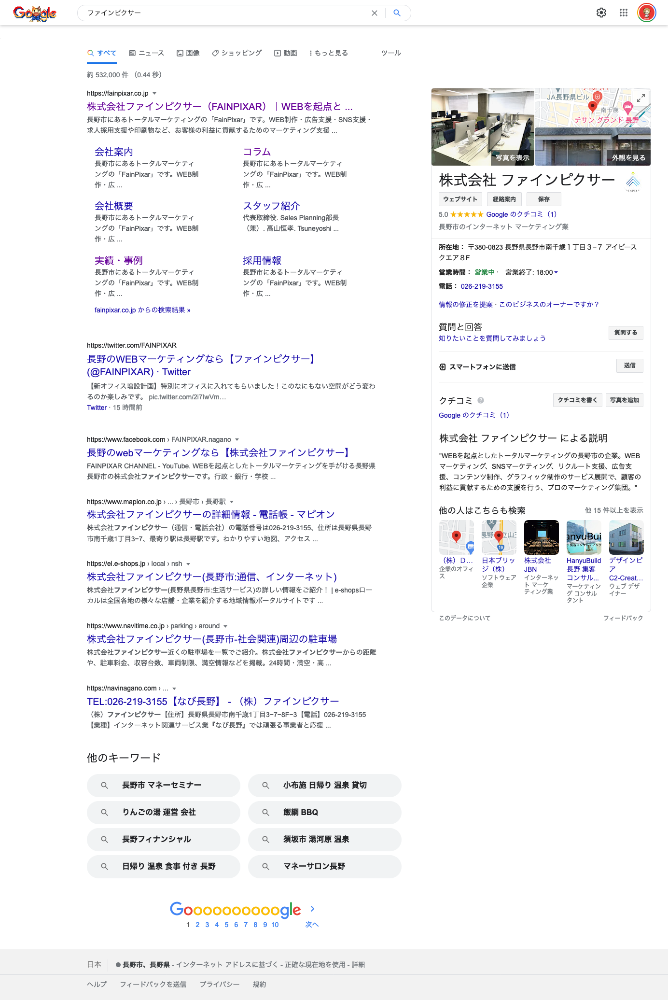 Google
ファインピクサー
すべて
ニュース
画像
ショッピング
動画
もっと見る
ツール
約 532,000 件 （0.44 秒）
https://fainpixar.co.jp
株式会社ファインピクサー（FAINPIXAR）｜WEBを起点と ...
長野市にあるトータルマーケティングの「FainPixar」です。WEB制作・広告支援・SNS支援・
求人採用支援や印刷物など、お客様の利益に貢献するためのマーケティング支援 ...
会社案内
長野市にあるトータルマーケティ
ングの「FainPixar」です。WEB制
作・広 ...
コラム
長野市にあるトータルマーケティ
ングの「FainPixar」です。WEB制
作・広 ...
会社概要
長野市にあるトータルマーケティ
ングの「FainPixar」です。WEB制
作・広 ...
スタッフ紹介
代表取締役. Sales Planning部長
（兼）. 高山恒孝. Tsuneyoshi ...
実績・事例
長野市にあるトータルマーケティ
ングの「FainPixar」です。WEB制
作・広 ...
採用情報
長野市にあるトータルマーケティ
ングの「FainPixar」です。WEB制
作・広 ...
fainpixar.co.jp からの検索結果 »
https://twitter.com/FAINPIXAR
長野のWEBマーケティングなら【ファインピクサー】
(@FAINPIXAR) · Twitter
【新オフィス増設計画】特別にオフィスに入れてもらいました！このなにもない空間がどう変わ
るのか楽しみです。 pic.twitter.com/2i7IwVm…
Twitter · 15 時間前
https://www.facebook.com › FAINPIXAR.nagano
長野のwebマーケティングなら【株式会社ファインピクサー】
FAINPIXAR CHANNEL - YouTube. WEBを起点としたトータルマーケティングを手がける長野県
長野市の株式会社ファインピクサーです。行政・銀行・学校 ...
https://www.mapion.co.jp › ... › 長野市 › 長野駅
株式会社ファインピクサーの詳細情報 - 電話帳 - マピオン
株式会社ファインピクサー（通信・電話会社）の電話番号は026-219-3155、住所は長野県長野
市南千歳1丁目3−7、最寄り駅は長野駅です。わかりやすい地図、アクセス ...
https://el.e-shops.jp › local › nsh
株式会社ファインピクサー(長野市:通信、インターネット)
株式会社ファインピクサー(長野県長野市:生活サービス)の詳しい情報をご紹介！ | e-shopsロー
カルは全国各地の様々な店舗・企業を紹介する地域情報ポータルサイトです ...
https://www.navitime.co.jp › parking › around
株式会社ファインピクサー(長野市-社会関連)周辺の駐車場
株式会社ファインピクサー近くの駐車場を一覧でご紹介。株式会社ファインピクサーからの距離
や、駐車料金、収容台数、車両制限、満空情報などを掲載。24時間・満空・高 ...
https://navinagano.com › ...
TEL:026-219-3155【なび長野】 - （株）ファインピクサー
（株）ファインピクサー【住所】長野県長野市南千歳1丁目3−7−8F−3【電話】026-219-3155
【業種】インターネット関連サービス業『なび長野』では頑張る事業者と応援 ...
他のキーワード
長野市 マネーセミナー
小布施 日帰り 温泉 貸切
りんごの湯 運営 会社
飯綱 BBQ
長野フィナンシャル
須坂市 湯河原 温泉
日帰り 温泉 食事 付き 長野
マネーサロン長野
Goooooooooogle
1 2 3 4 5 6 7 8 9 10 次へ
JA長野県ビル
南千歳
チサン グランド 長野
写真を表示
外観を見る
株式会社 ファインピクサー
ウェブサイト
経路案内
保存
5.0 ★★★★★ Google のクチコミ（1）
長野市のインターネット マーケティング業
所在地： 〒380-0823 長野県長野市南千歳１丁目３−７ アイビース
クエア８F
営業時間： 営業中 · 営業終了: 18:00
電話： 026-219-3155
情報の修正を提案 · このビジネスのオーナーですか？
質問と回答
知りたいことを質問してみましょう
質問する
スマートフォンに送信
送信
クチコミ
クチコミを書く
写真を追加
Google のクチコミ（1）
株式会社 ファインピクサー による説明
"WEBを起点としたトータルマーケティングの長野市の企業。WEB
マーケティング、SNSマーケティング、リクルート支援、広告支
援、コンテンツ制作、グラフィック制作のサービス展開で、顧客の
利益に貢献するための支援を行う、プロのマーケティング集団。"
他の人はこちらも検索
他 15 件以上を表示
（株）D...
企業のオフィ
ス
19
日本ブリッ
ジ（株）
ソフトウェア
企業
株式会社
JBN
インターネッ
ト マーケ
ティング業
anyuBui
HanyuBuild
長野 集客
コンサル...
マーケティン
グ コンサル
タント
デザインピ
ア
C2-Creat...
ウェブ デザ
イナー
このデータについて
フィードバック
日本
長野市、長野県 - インターネット アドレスに基づく - 正確な現在地を使用 - 詳細
ヘルプ
フィードバックを送信
プライバシー
規約